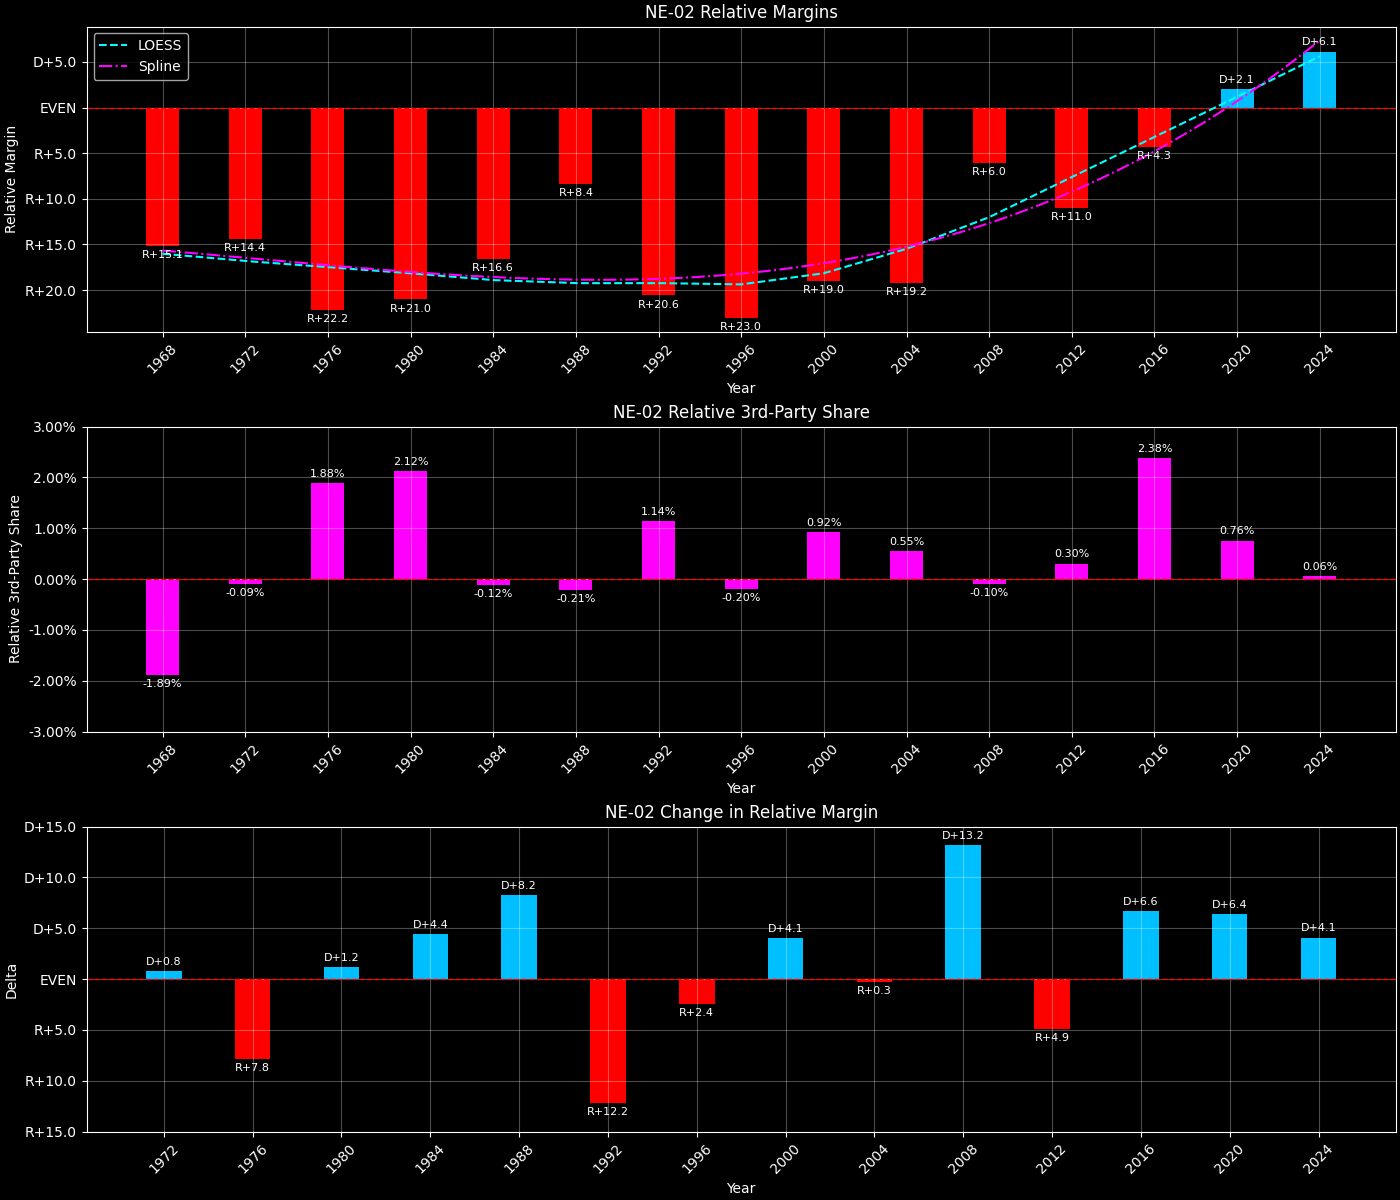 NE-02 Relative Margins
LOESS
Spline
Relative Margin
D+5.0
EVEN
R+5.0
R+10.0
R+15.0
R+20.0
R+15.1
R+14.4
R+22.2
R+21.0
R+16.6
R+8.4
R+20.6
R+23.0
R+19.0
R+19.2
R+6.0
R+11.0
R+4.3
D+2.1
D+6.1
1968 1972 1976 1980 1984 1988 1992 1996 2000 2004 2008 2012 2016 2020 2024
Year
NE-02 Relative 3rd-Party Share
Relative 3rd-Party Share
3.00%
2.00%
1.00%
0.00%
-1.00%
-2.00%
-3.00%
-1.89%
-0.09%
1.88%
2.12%
-0.12%
-0.21%
1.14%
-0.20%
0.92%
0.55%
-0.10%
0.30%
2.38%
0.76%
0.06%
1968 1972 1976 1980 1984 1988 1992 1996 2000 2004 2008 2012 2016 2020 2024
Year
NE-02 Change in Relative Margin
Delta
D+15.0
D+10.0
D+5.0
EVEN
R+5.0
R+10.0
R+15.0
D+0.8
R+7.8
D+1.2
D+4.4
D+8.2
R+12.2
R+2.4
D+4.1
R+0.3
D+13.2
R+4.9
D+6.6
D+6.4
D+4.1
1972 1976 1980 1984 1988 1992 1996 2000 2004 2008 2012 2016 2020 2024
Year